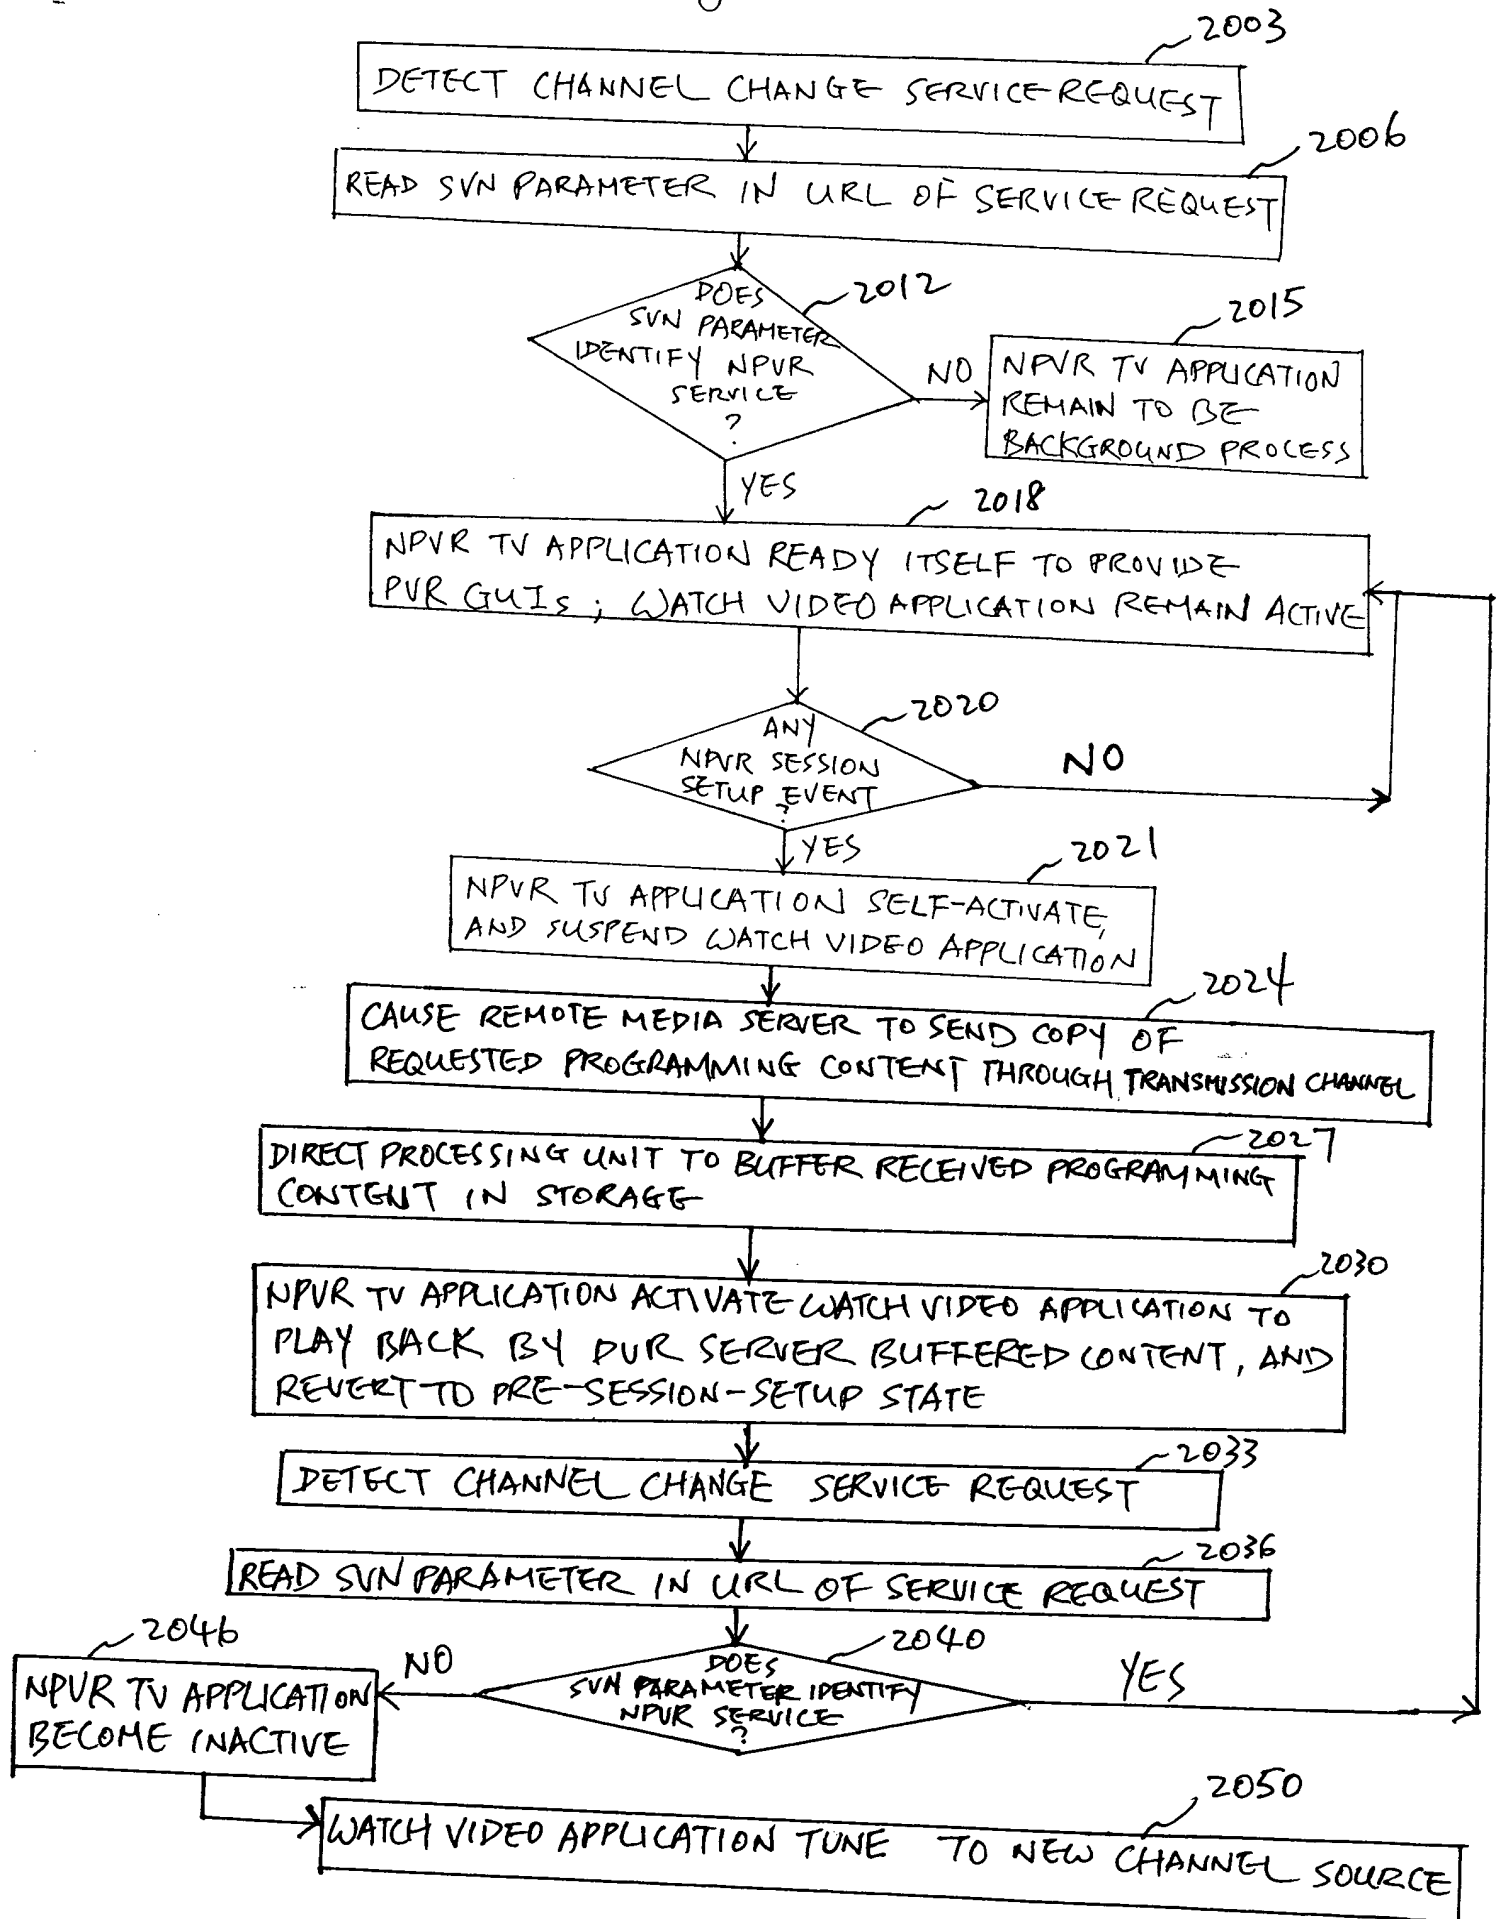 2003
DETECT CHANNEL CHANGE SERVICE REQUEST
2006
READ SVN PARAMETER IN URL OF SERVICE REQUEST
2012
DOES
SVN PARAMETER
IDENTIFY NPVR
SERVICE
?
NO
2015
NPVR TV APPLICATION
REMAIN TO BE
BACKGROUND PROCESS
YES
2018
NPVR TV APPLICATION READY ITSELF TO PROVIDE
PVR GUIs; WATCH VIDEO APPLICATION REMAIN ACTIVE
2020
ANY
NPVR SESSION
SETUP EVENT
?
NO
YES
2021
NPVR TV APPLICATION SELF-ACTIVATE,
AND SUSPEND WATCH VIDEO APPLICATION
2024
CAUSE REMOTE MEDIA SERVER TO SEND COPY OF
REQUESTED PROGRAMMING CONTENT THROUGH TRANSMISSION CHANNEL
2027
DIRECT PROCESSING UNIT TO BUFFER RECEIVED PROGRAMMING
CONTENT IN STORAGE
2030
NPVR TV APPLICATION ACTIVATE WATCH VIDEO APPLICATION TO
PLAY BACK BY DVR SERVER BUFFERED CONTENT, AND
REVERT TO PRE-SESSION-SETUP STATE
2033
DETECT CHANNEL CHANGE SERVICE REQUEST
2036
READ SVN PARAMETER IN URL OF SERVICE REQUEST
2040
DOES
SVN PARAMETER IDENTIFY
NPVR SERVICE
?
NO
YES
2046
NPVR TV APPLICATION
BECOME INACTIVE
2050
WATCH VIDEO APPLICATION TUNE TO NEW CHANNEL SOURCE